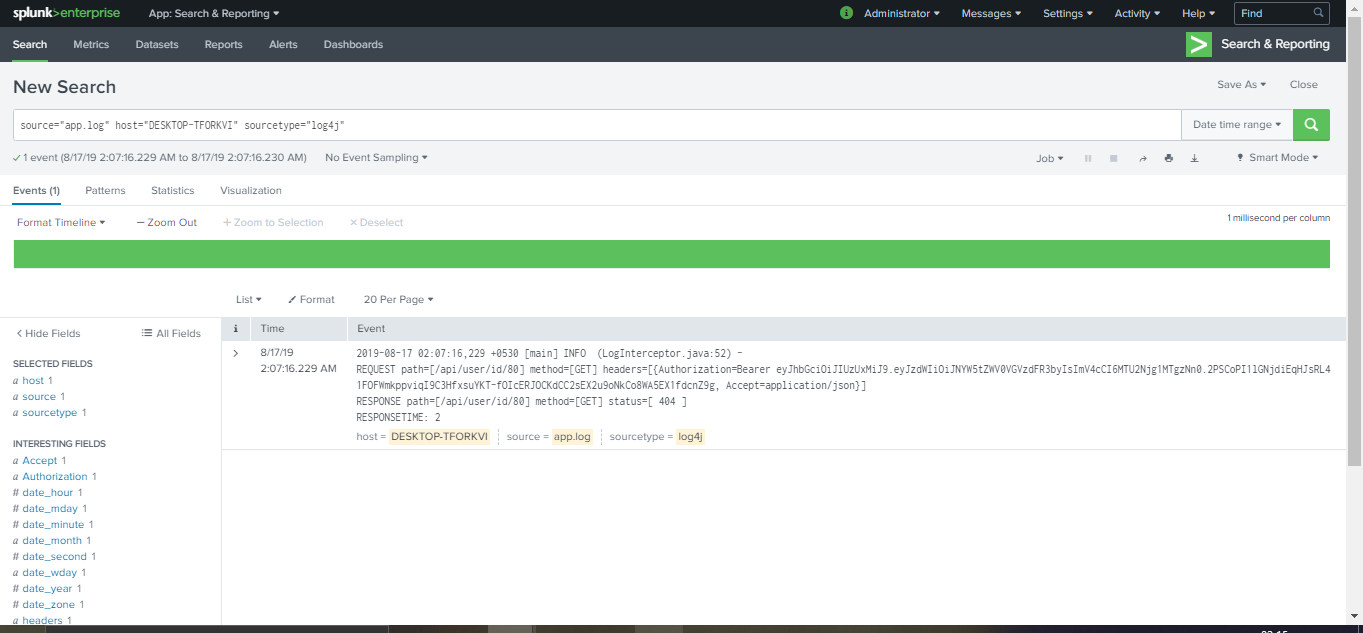 splunk>enterprise App: Search & Reporting
i Administrator Messages Settings Activity Help Find
Search Metrics Datasets Reports Alerts Dashboards
Search & Reporting
New Search
Save As Close
source="app.log" host="DESKTOP-TFORKVI" sourcetype="log4j"
Date time range
1 event (8/17/19 2:07:16.229 AM to 8/17/19 2:07:16.230 AM) No Event Sampling
Job Smart Mode
Events (1) Patterns Statistics Visualization
Format Timeline — Zoom Out + Zoom to Selection × Deselect
1 millisecond per column
List Format 20 Per Page
< Hide Fields All Fields
i Time Event
SELECTED FIELDS
a host 1
a source 1
a sourcetype 1
INTERESTING FIELDS
a Accept 1
a Authorization 1
# date_hour 1
# date_mday 1
# date_minute 1
a date_month 1
# date_second 1
a date_wday 1
# date_year 1
# date_zone 1
a headers 1
> 8/17/19
2:07:16.229 AM
2019-08-17 02:07:16,229 +0530 [main] INFO (LogInterceptor.java:52) -
REQUEST path=[/api/user/id/80] method=[GET] headers=[{Authorization=Bearer eyJhbGciOiJIUzUxMiJ9.eyJzdWIiOiJNYW5tZWV0VGVzdFR3byIsImV4cCI6MTU2Njg1MTgzNn0.2PSCoPI1lGNjdiEqHJsRL4
1FOFWmkppviqI9C3HfxsuYKT-fOIcERJOCKdCC2sEX2u9oNkCo8WA5EX1fdcnZ9g, Accept=application/json}]
RESPONSE path=[/api/user/id/80] method=[GET] status=[ 404 ]
RESPONSETIME: 2
host = DESKTOP-TFORKVI source = app.log sourcetype = log4j